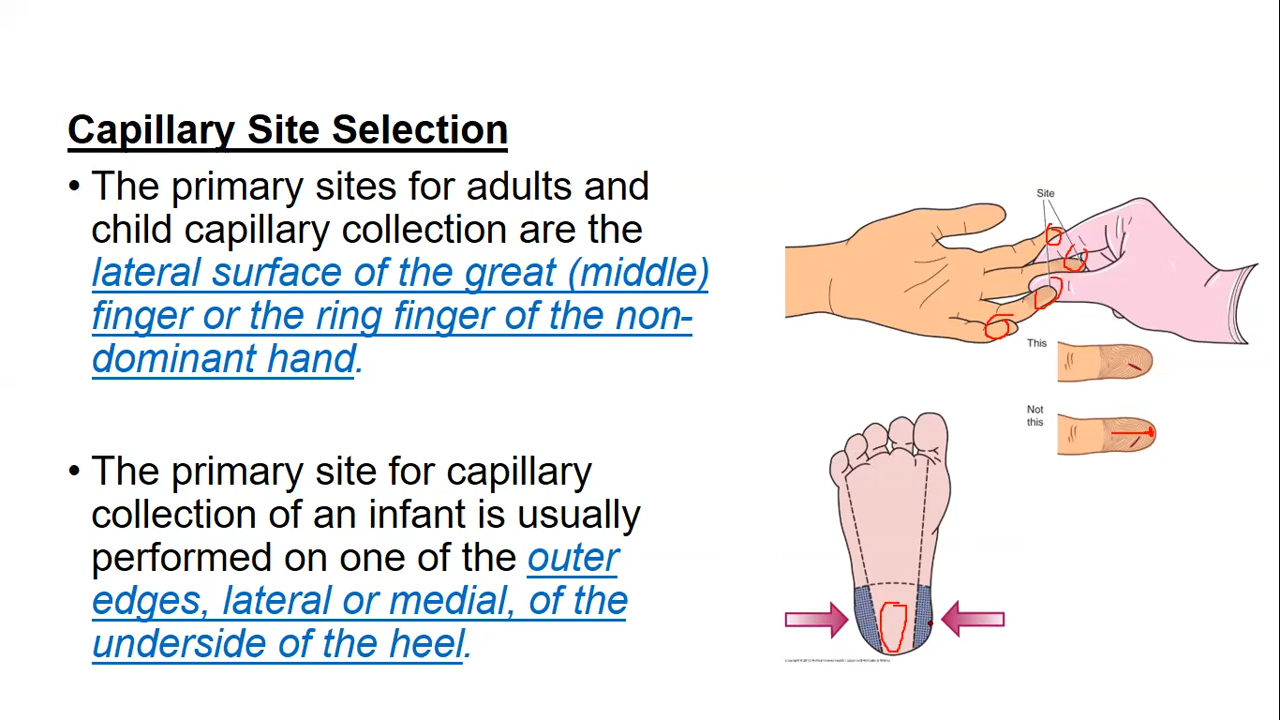 Capillary Site Selection
• The primary sites for adults and
child capillary collection are the
lateral surface of the great (middle)
finger or the ring finger of the non-
dominant hand.
• The primary site for capillary
collection of an infant is usually
performed on one of the outer
edges, lateral or medial, of the
underside of the heel.
Site
This
Not
this